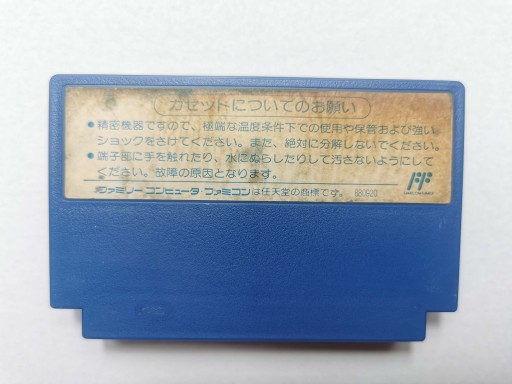 カセットについてのお願い
●精密機器ですので、極端な温度条件下での使用や保管および強い
ショックをさけてください。また、絶対に分解しないでください。
●端子部に手を触れたり、水にぬらしたりして汚さないようにして
ください。故障の原因となります。
ファミリーコンピュータ・ファミコンは任天堂の商標です。